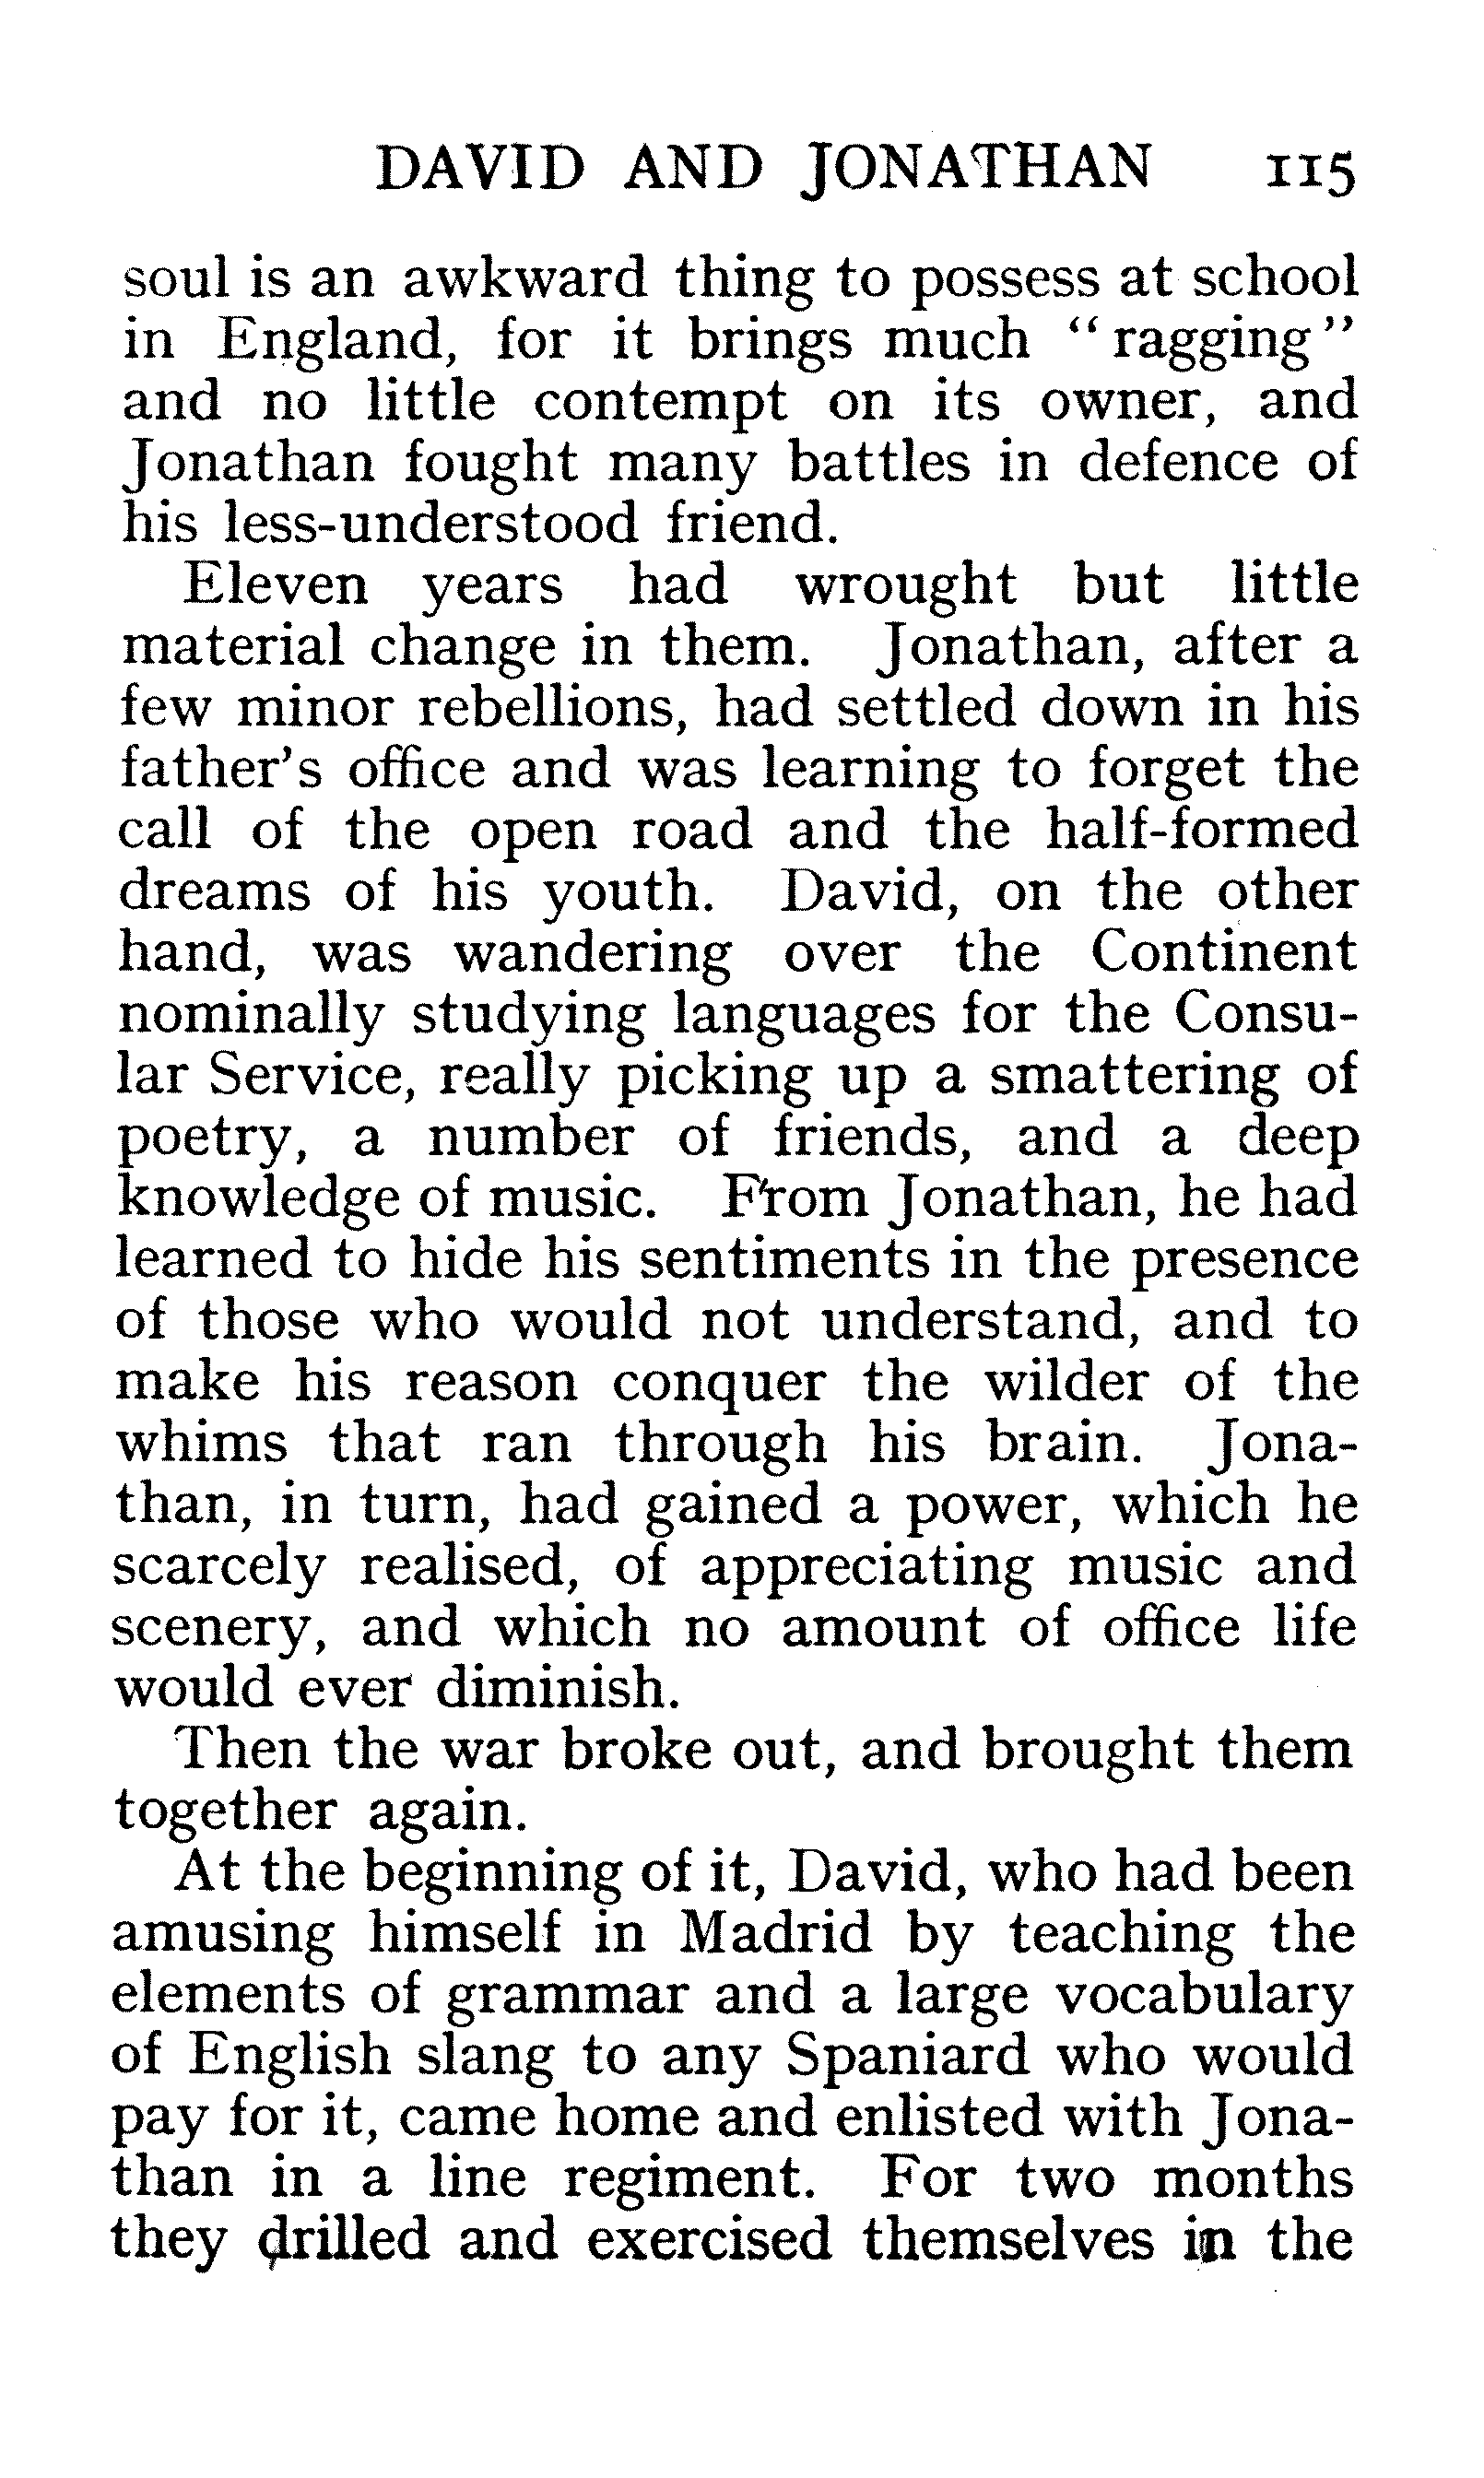 DAVID AND JONATHAN 115
soul is an awkward thing to possess at school
in England, for it brings much “ragging”
and no little contempt on its owner, and
Jonathan fought many battles in defence of
his less-understood friend.
Eleven years had wrought but little
material change in them. Jonathan, after a
few minor rebellions, had settled down in his
father's office and was learning to forget the
call of the open road and the half-formed
dreams of his youth. David, on the other
hand, was wandering over the Continent
nominally studying languages for the Consu-
lar Service, really picking up a smattering of
poetry, a number of friends, and a deep
knowledge of music. From Jonathan, he had
learned to hide his sentiments in the presence
of those who would not understand, and to
make his reason conquer the wilder of the
whims that ran through his brain. Jona-
than, in turn, had gained a power, which he
scarcely realised, of appreciating music and
scenery, and which no amount of office life
would ever diminish.
Then the war broke out, and brought them
together again.
At the beginning of it, David, who had been
amusing himself in Madrid by teaching the
elements of grammar and a large vocabulary
of English slang to any Spaniard who would
pay for it, came home and enlisted with Jona-
than in a line regiment. For two months
they drilled and exercised themselves in the